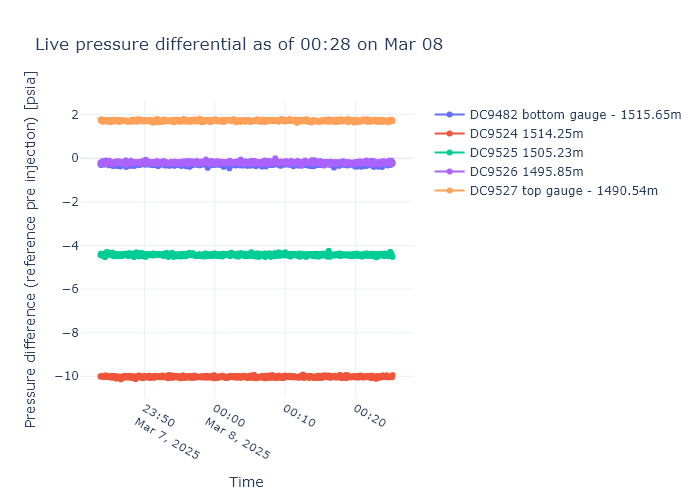 Live pressure differential as of 00:28 on Mar 08
Pressure difference (reference pre injection) [psia]
2
0
−2
−4
−6
−8
−10
23:50
Mar 7, 2025
00:00
Mar 8, 2025
00:10
00:20
Time
DC9482 bottom gauge - 1515.65m
DC9524 1514.25m
DC9525 1505.23m
DC9526 1495.85m
DC9527 top gauge - 1490.54m